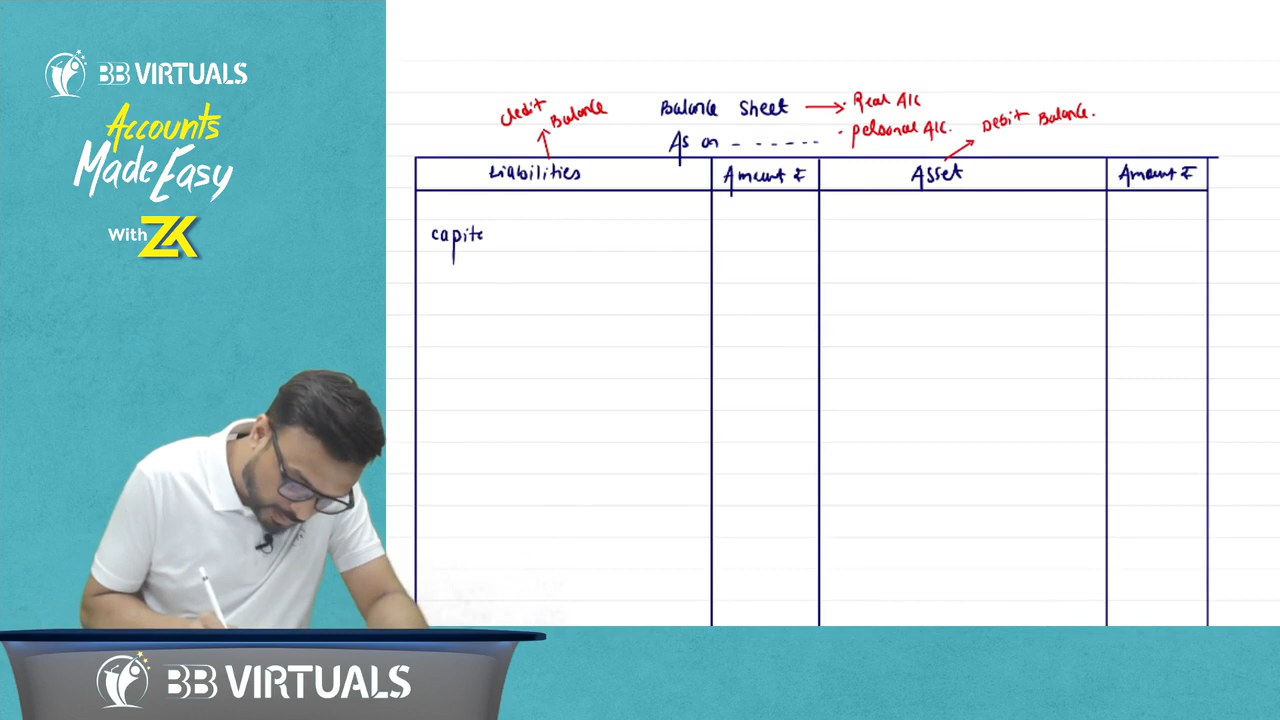 BB VIRTUALS
Accounts
Made Easy
With ZK
Credit Balance
Balance Sheet → · Real A/c
· Personal A/c.
Debit Balance.
As on - - - - - - -
Liabilities
Amount ₹
Asset
Amount ₹
capita
BB VIRTUALS